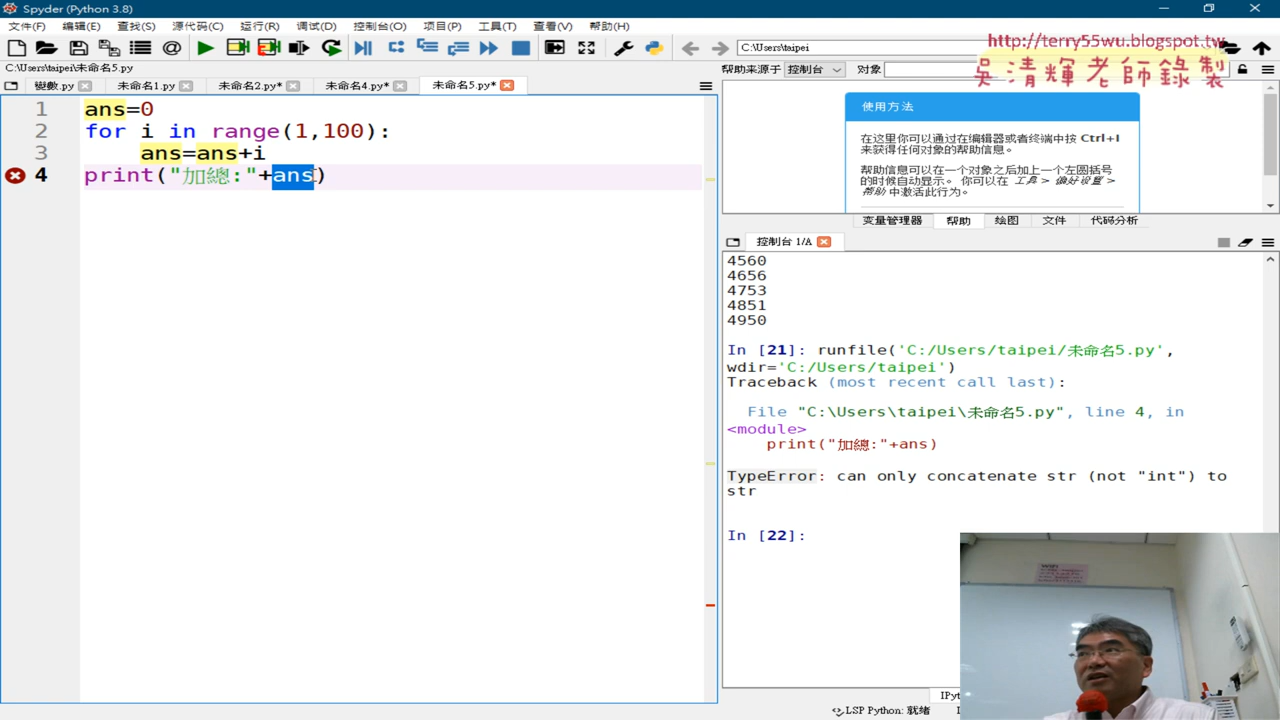 Spyder (Python 3.8)
文件(F) 编辑(E) 查找(S) 源代码(C) 运行(R) 调试(D) 控制台(O) 项目(P) 工具(T) 查看(V) 帮助(H)
C:\Users\taipei
http://terry55wu.blogspot.tw
吳清輝老師錄製
C:\Users\taipei\未命名5.py
帮助来源于 控制台 对象
變數.py 未命名1.py 未命名2.py* 未命名4.py* 未命名5.py*
1 ans=0
2 for i in range(1,100):
3 ans=ans+i
4 print("加總:"+ans)
使用方法
在这里你可以通过在编辑器或者终端中按 Ctrl+I
来获得任何对象的帮助信息。
帮助信息可以在一个对象之后加上一个左圆括号
的时候自动显示。 你可以在 工具 > 偏好设置 >
帮助 中激活此行为。
变量管理器 帮助 绘图 文件 代码分析
控制台 1/A
4560
4656
4753
4851
4950
In [21]: runfile('C:/Users/taipei/未命名5.py',
wdir='C:/Users/taipei')
Traceback (most recent call last):
File "C:\Users\taipei\未命名5.py", line 4, in
<module>
print("加總:"+ans)
TypeError: can only concatenate str (not "int") to
str
In [22]:
LSP Python: 就绪